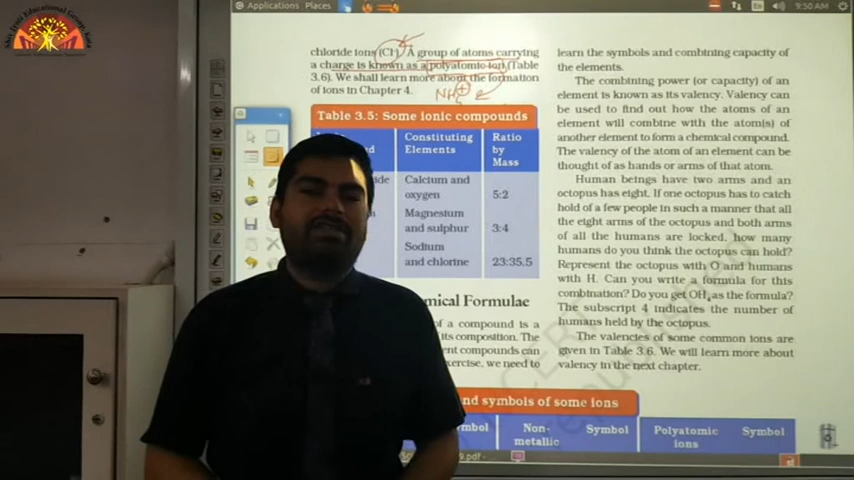 Applications Places
En
9:50 AM
chloride ions (Cl⁻). A group of atoms carrying
a charge is known as a polyatomic ion (Table
3.6). We shall learn more about the formation
of ions in Chapter 4.
NH
Table 3.5: Some ionic compounds
Constituting
Elements
Ratio
by
Mass
Calcium and
oxygen
5:2
Magnesium
and sulphur
3:4
Sodium
and chlorine
23:35.5
mical Formulae
of a compound is a
its composition. The
ent compounds can
exercise, we need to
learn the symbols and combining capacity of
the elements.
The combining power (or capacity) of an
element is known as its valency. Valency can
be used to find out how the atoms of an
element will combine with the atom(s) of
another element to form a chemical compound.
The valency of the atom of an element can be
thought of as hands or arms of that atom.
Human beings have two arms and an
octopus has eight. If one octopus has to catch
hold of a few people in such a manner that all
the eight arms of the octopus and both arms
of all the humans are locked, how many
humans do you think the octopus can hold?
Represent the octopus with O and humans
with H. Can you write a formula for this
combination? Do you get OH₄ as the formula?
The subscript 4 indicates the number of
humans held by the octopus.
The valencies of some common ions are
given in Table 3.6. We will learn more about
valency in the next chapter.
nd symbols of some ions
mbol
Non-
metallic
Symbol
Polyatomic
ions
Symbol
9.pdf